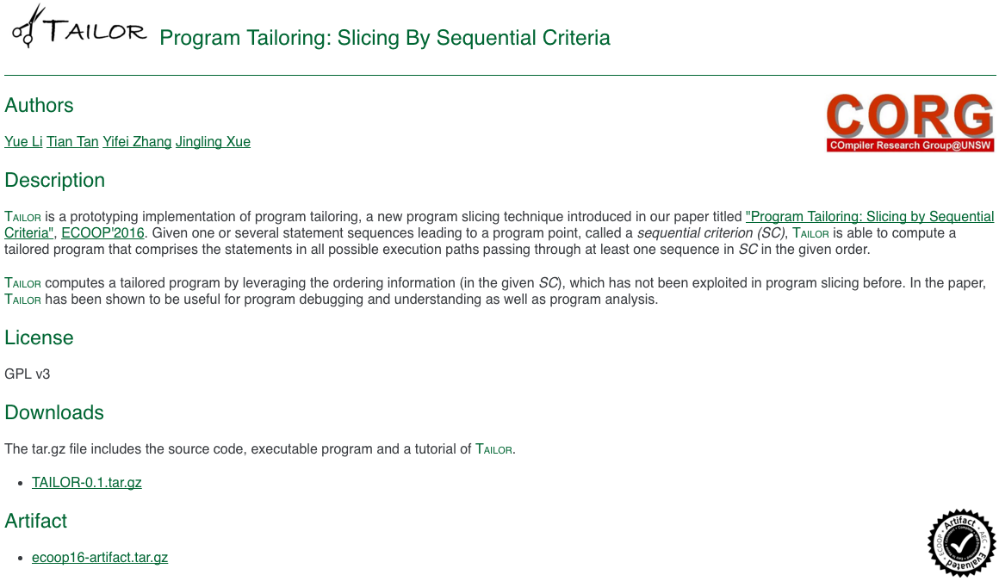 TAILOR Program Tailoring: Slicing By Sequential Criteria
Authors
CORG
COmpiler Research Group@UNSW
Yue Li Tian Tan Yifei Zhang Jingling Xue
Description
TAILOR is a prototyping implementation of program tailoring, a new program slicing technique introduced in our paper titled "Program Tailoring: Slicing by Sequential
Criteria", ECOOP'2016. Given one or several statement sequences leading to a program point, called a sequential criterion (SC), TAILOR is able to compute a
tailored program that comprises the statements in all possible execution paths passing through at least one sequence in SC in the given order.
TAILOR computes a tailored program by leveraging the ordering information (in the given SC), which has not been exploited in program slicing before. In the paper,
TAILOR has been shown to be useful for program debugging and understanding as well as program analysis.
License
GPL v3
Downloads
The tar.gz file includes the source code, executable program and a tutorial of TAILOR.
• TAILOR-0.1.tar.gz
Artifact
• ecoop16-artifact.tar.gz
Artifact
Evaluated
ECOOP
AEC